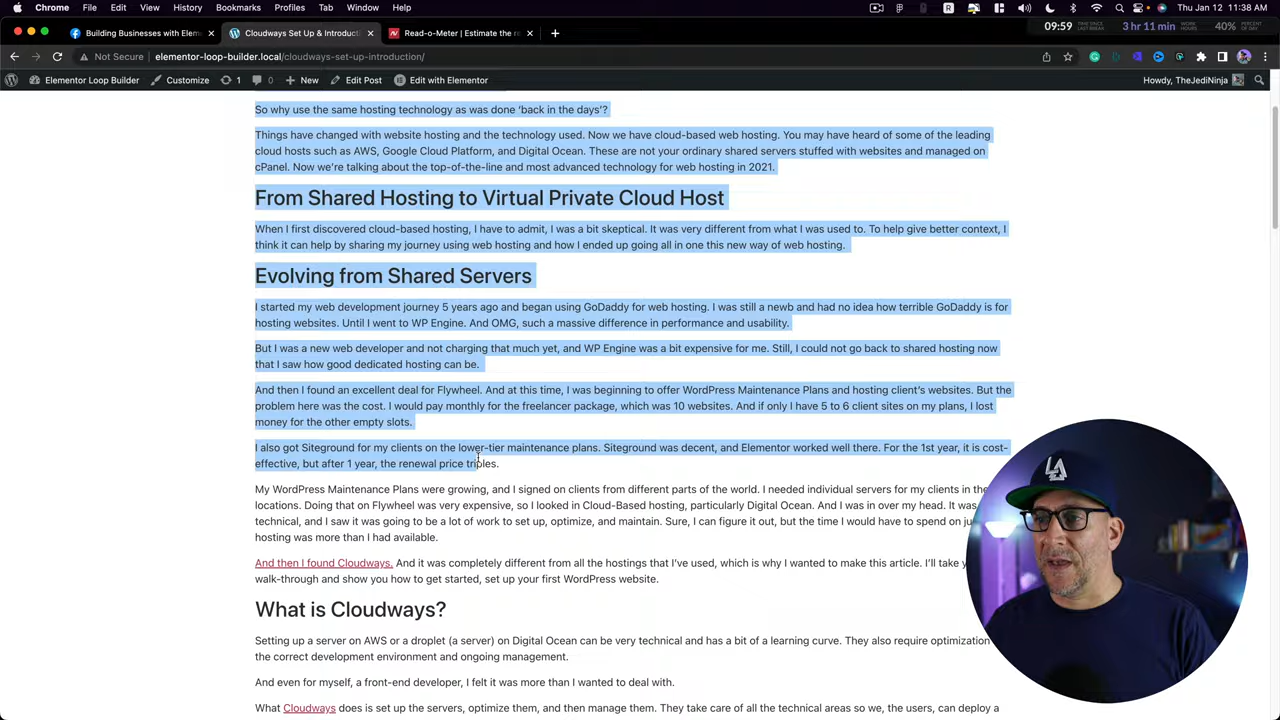 Chrome File Edit View History Bookmarks Profiles Tab Window Help Thu Jan 12 11:38 AM
Building Businesses with Elem Cloudways Set Up & Introducti Read-o-Meter | Estimate the r 09:59 TIME SINCE LAST BREAK 3 hr 11 min WORK HOURS 40% PERCENT OF DAY
Not Secure elementor-loop-builder.local/cloudways-set-up-introduction/
Elementor Loop Builder Customize 1 0 New Edit Post Edit with Elementor Howdy, TheJediNinja
So why use the same hosting technology as was done ‘back in the days’?
Things have changed with website hosting and the technology used. Now we have cloud-based web hosting. You may have heard of some of the leading
cloud hosts such as AWS, Google Cloud Platform, and Digital Ocean. These are not your ordinary shared servers stuffed with websites and managed on
cPanel. Now we’re talking about the top-of-the-line and most advanced technology for web hosting in 2021.
From Shared Hosting to Virtual Private Cloud Host
When I first discovered cloud-based hosting, I have to admit, I was a bit skeptical. It was very different from what I was used to. To help give better context, I
think it can help by sharing my journey using web hosting and how I ended up going all in one this new way of web hosting.
Evolving from Shared Servers
I started my web development journey 5 years ago and began using GoDaddy for web hosting. I was still a newb and had no idea how terrible GoDaddy is for
hosting websites. Until I went to WP Engine. And OMG, such a massive difference in performance and usability.
But I was a new web developer and not charging that much yet, and WP Engine was a bit expensive for me. Still, I could not go back to shared hosting now
that I saw how good dedicated hosting can be.
And then I found an excellent deal for Flywheel. And at this time, I was beginning to offer WordPress Maintenance Plans and hosting client’s websites. But the
problem here was the cost. I would pay monthly for the freelancer package, which was 10 websites. And if only I have 5 to 6 client sites on my plans, I lost
money for the other empty slots.
I also got Siteground for my clients on the lower-tier maintenance plans. Siteground was decent, and Elementor worked well there. For the 1st year, it is cost-
effective, but after 1 year, the renewal price triples.
My WordPress Maintenance Plans were growing, and I signed on clients from different parts of the world. I needed individual servers for my clients in the
locations. Doing that on Flywheel was very expensive, so I looked in Cloud-Based hosting, particularly Digital Ocean. And I was in over my head. It was
technical, and I saw it was going to be a lot of work to set up, optimize, and maintain. Sure, I can figure it out, but the time I would have to spend on
hosting was more than I had available.
And then I found Cloudways. And it was completely different from all the hostings that I’ve used, which is why I wanted to make this article. I’ll take
walk-through and show you how to get started, set up your first WordPress website.
What is Cloudways?
Setting up a server on AWS or a droplet (a server) on Digital Ocean can be very technical and has a bit of a learning curve. They also require optimization
the correct development environment and ongoing management.
And even for myself, a front-end developer, I felt it was more than I wanted to deal with.
What Cloudways does is set up the servers, optimize them, and then manage them. They take care of all the technical areas so we, the users, can deploy a